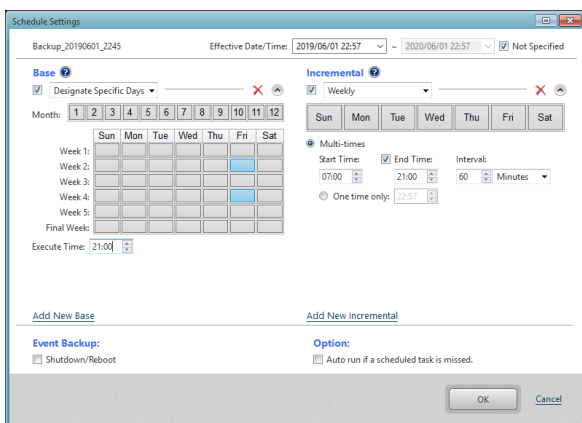 Schedule Settings
Backup_20190601_2245 Effective Date/Time: 2019/06/01 22:57 ~ 2020/06/01 22:57 Not Specified
Base ?
Designate Specific Days
Month: 1 2 3 4 5 6 7 8 9 10 11 12
Sun Mon Tue Wed Thu Fri Sat
Week 1:
Week 2:
Week 3:
Week 4:
Week 5:
Final Week:
Execute Time: 21:00
Add New Base
Incremental ?
Weekly
Sun Mon Tue Wed Thu Fri Sat
Multi-times
Start Time: End Time: Interval:
07:00 21:00 60 Minutes
One time only: 22:57
Add New Incremental
Event Backup:
Shutdown/Reboot
Option:
Auto run if a scheduled task is missed.
OK Cancel